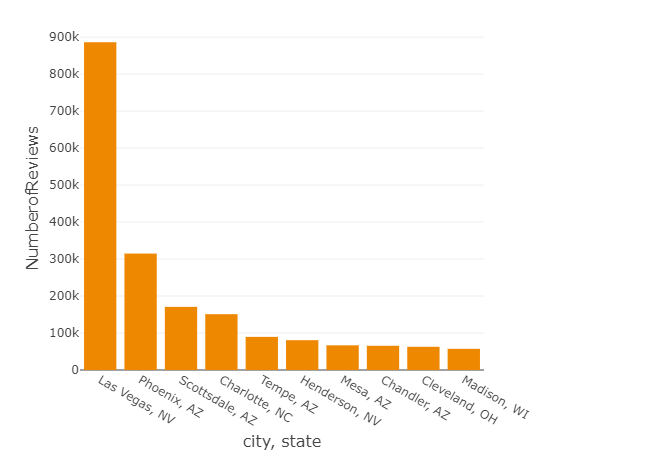 900k
800k
700k
600k
500k
400k
300k
200k
100k
0
NumberofReviews
Las Vegas, NV
Phoenix, AZ
Scottsdale, AZ
Charlotte, NC
Tempe, AZ
Henderson, NV
Mesa, AZ
Chandler, AZ
Cleveland, OH
Madison, WI
city, state